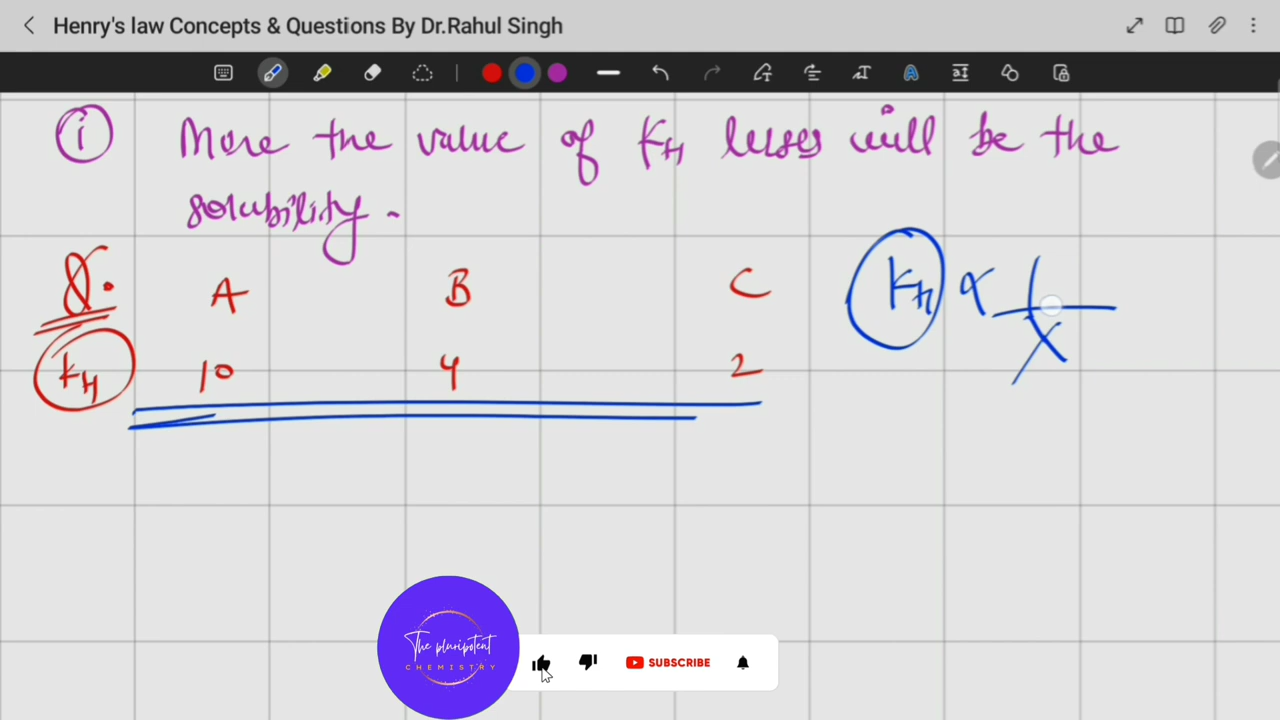 Henry's law Concepts & Questions By Dr.Rahul Singh
i More the value of KH lesses will be the
solubility.
Q. A B C
KH ∝ 1/x
KH 10 4 2
The pluripotent
CHEMISTRY
SUBSCRIBE